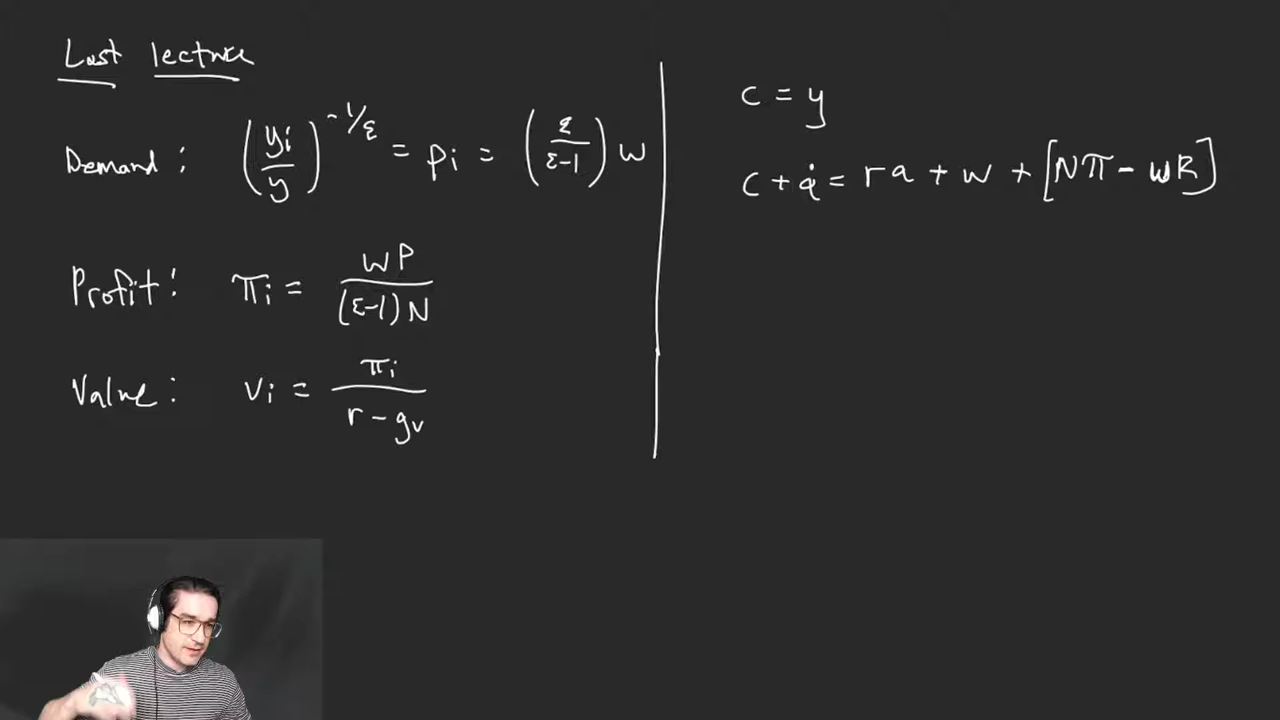 Last lecture
Demand: (yi/y)^(-1/ε) = pi = (ε/(ε-1)) w
Profit: πi = wP/((ε-1)N)
Value: vi = πi/(r - gv)
c = y
c + ȧ = ra + w + [Nπ - wR]